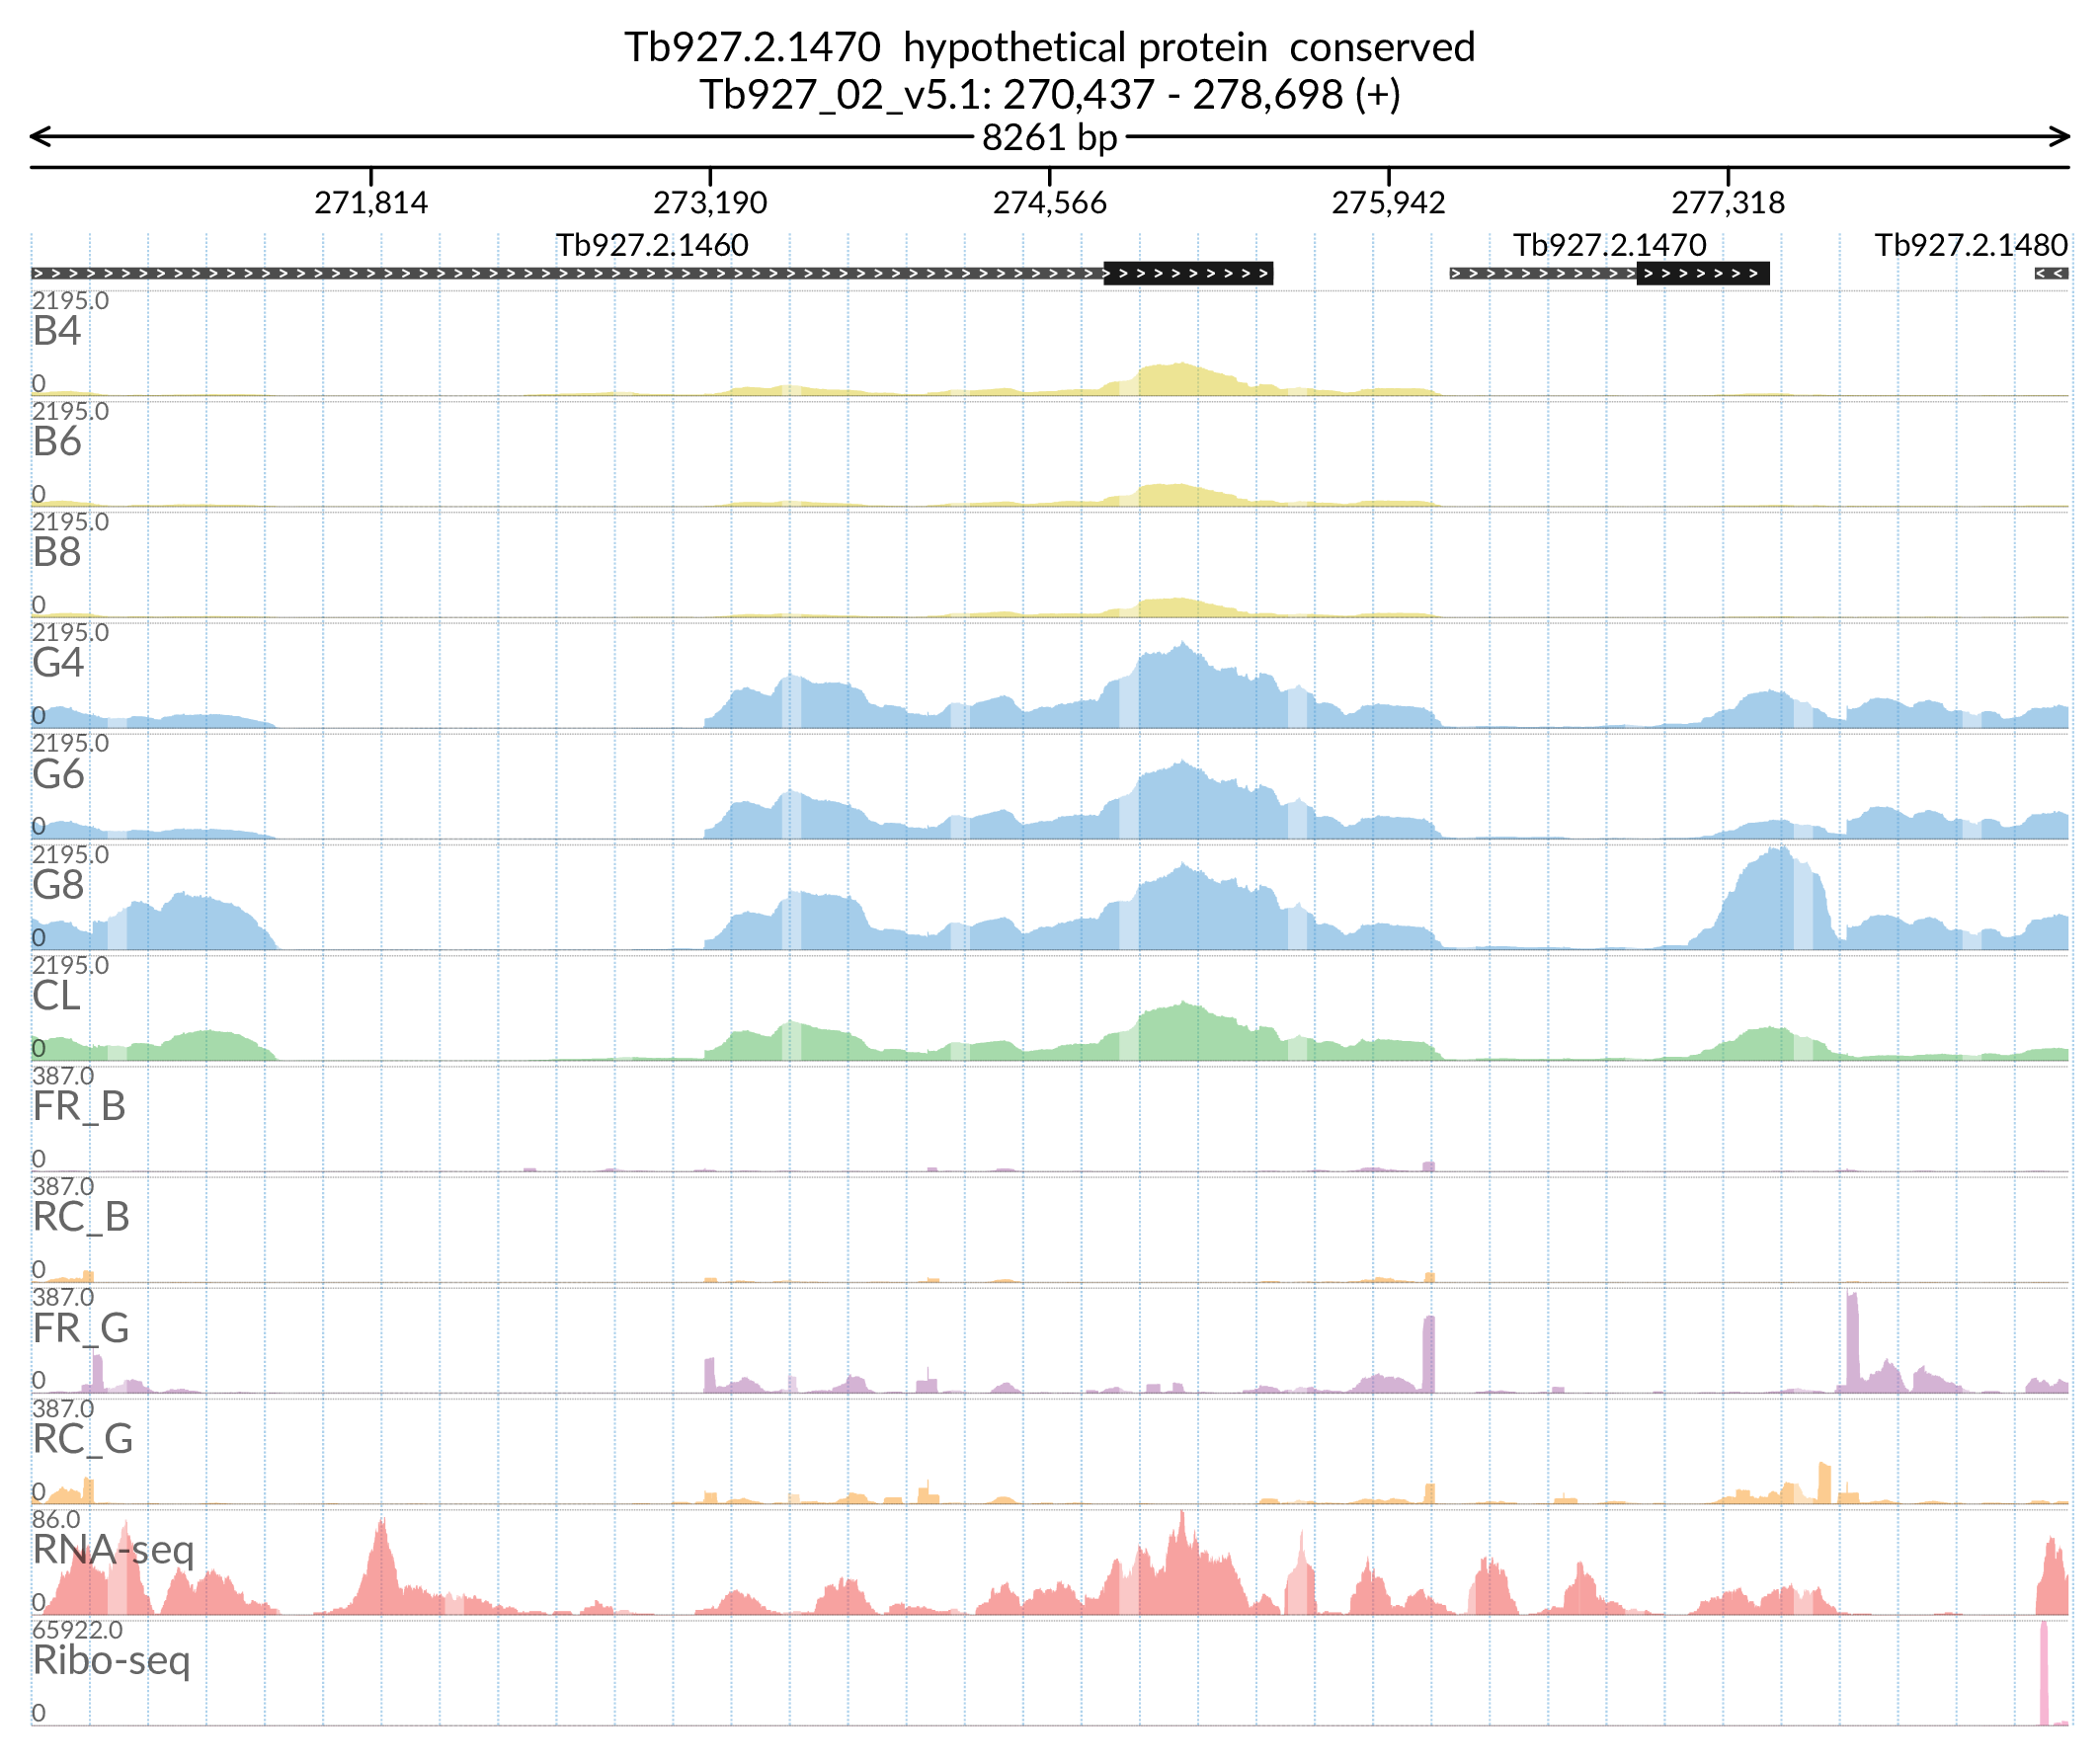 Tb927.2.1470 hypothetical protein conserved
Tb927_02_v5.1: 270,437 - 278,698 (+)
8261 bp
271,814 273,190 274,566 275,942 277,318
Tb927.2.1460 Tb927.2.1470 Tb927.2.1480
2195.0
B4
0
2195.0
B6
0
2195.0
B8
0
2195.0
G4
0
2195.0
G6
0
2195.0
G8
0
2195.0
CL
0
387.0
FR_B
0
387.0
RC_B
0
387.0
FR_G
0
387.0
RC_G
0
86.0
RNA-seq
0
65922.0
Ribo-seq
0